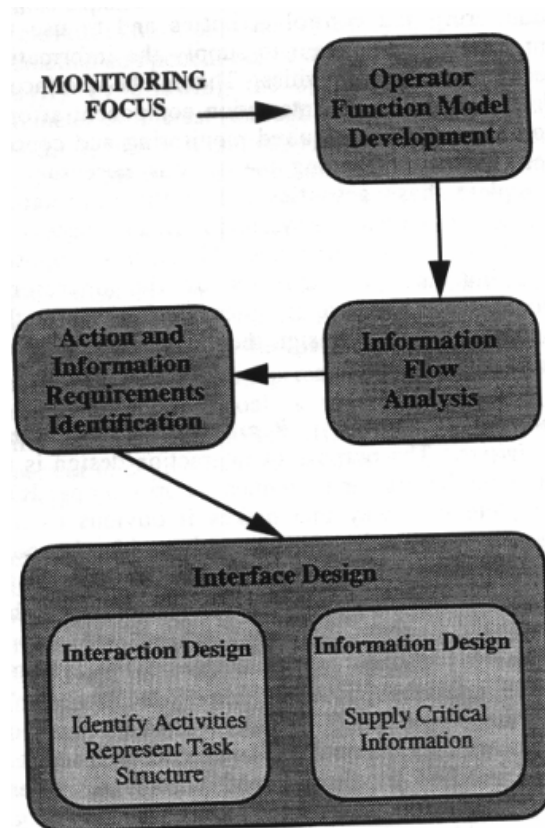 MONITORING
FOCUS
Operator
Function Model
Development
Information
Flow
Analysis
Action and
Information
Requirements
Identification
Interface Design
Interaction Design
Identify Activities
Represent Task
Structure
Information Design
Supply Critical
Information